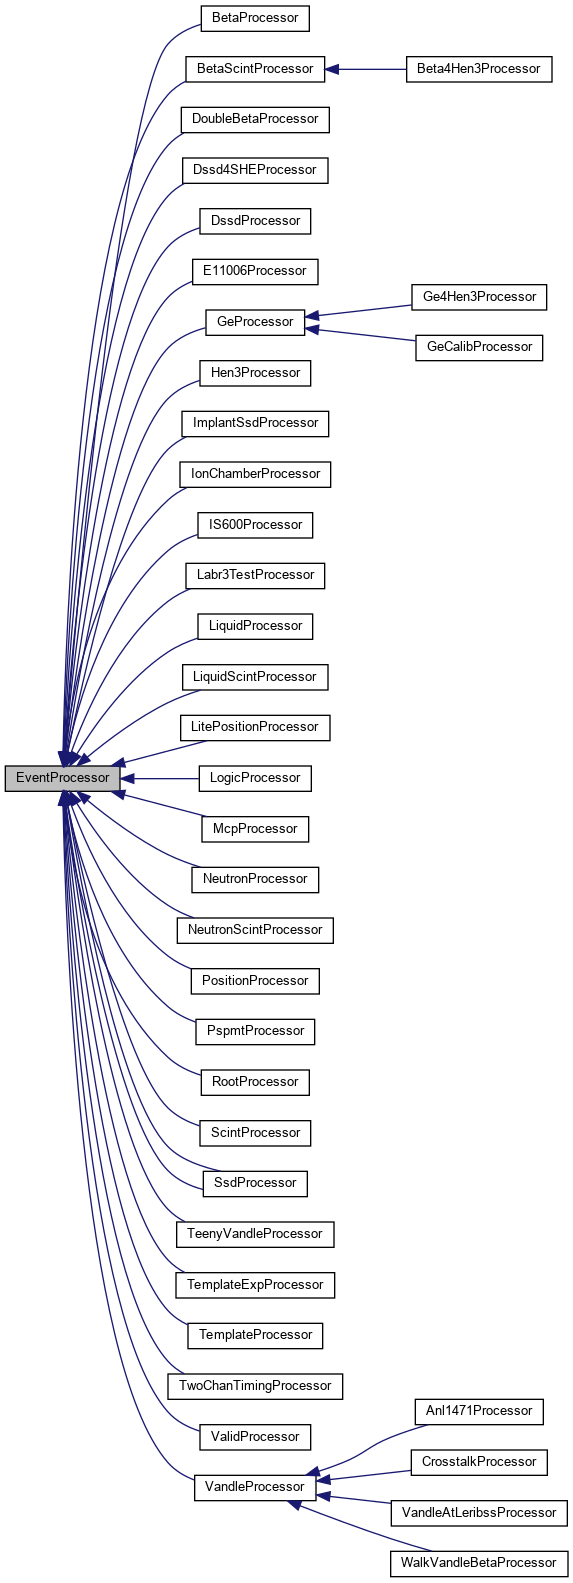 BetaProcessor
BetaScintProcessor
Beta4Hen3Processor
DoubleBetaProcessor
Dssd4SHEProcessor
DssdProcessor
E11006Processor
Ge4Hen3Processor
GeProcessor
GeCalibProcessor
Hen3Processor
ImplantSsdProcessor
IonChamberProcessor
IS600Processor
Labr3TestProcessor
LiquidProcessor
LiquidScintProcessor
LitePositionProcessor
EventProcessor
LogicProcessor
McpProcessor
NeutronProcessor
NeutronScintProcessor
PositionProcessor
PspmtProcessor
RootProcessor
ScintProcessor
SsdProcessor
TeenyVandleProcessor
TemplateExpProcessor
TemplateProcessor
TwoChanTimingProcessor
Anl1471Processor
ValidProcessor
CrosstalkProcessor
VandleProcessor
VandleAtLeribssProcessor
WalkVandleBetaProcessor